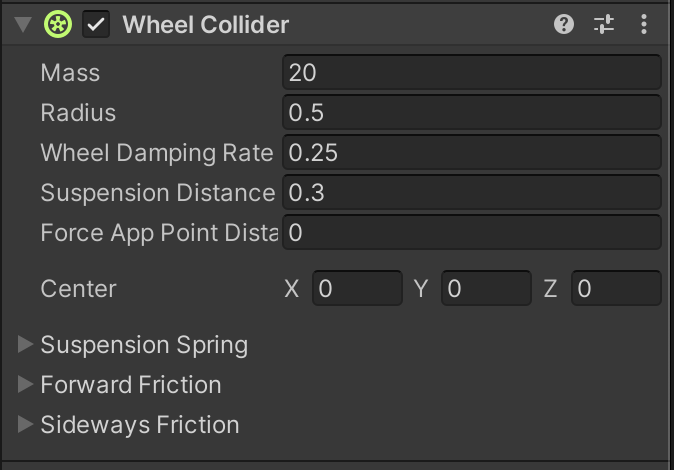 Wheel Collider
Mass 20
Radius 0.5
Wheel Damping Rate 0.25
Suspension Distance 0.3
Force App Point Dista 0
Center X 0 Y 0 Z 0
Suspension Spring
Forward Friction
Sideways Friction